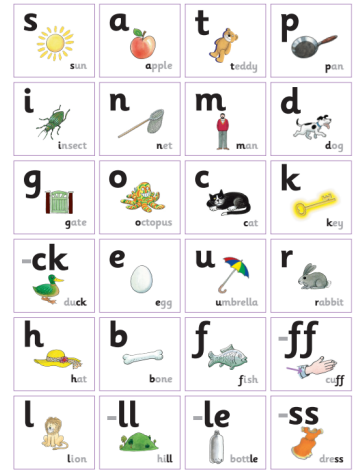 s
sun
a
apple
t
teddy
p
pan
i
insect
n
net
m
man
d
dog
g
gate
o
octopus
c
cat
k
key
-ck
duck
e
egg
u
umbrella
r
rabbit
h
hat
b
bone
f
fish
-ff
cuff
l
lion
-ll
hill
-le
bottle
-ss
dress